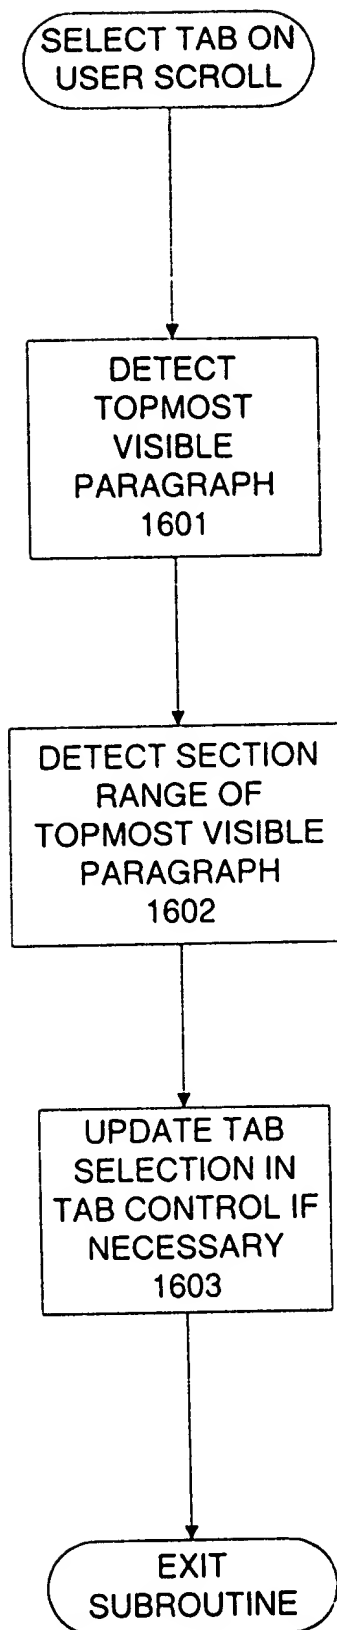 SELECT TAB ON
USER SCROLL
DETECT
TOPMOST
VISIBLE
PARAGRAPH
1601
DETECT SECTION
RANGE OF
TOPMOST VISIBLE
PARAGRAPH
1602
UPDATE TAB
SELECTION IN
TAB CONTROL IF
NECESSARY
1603
EXIT
SUBROUTINE